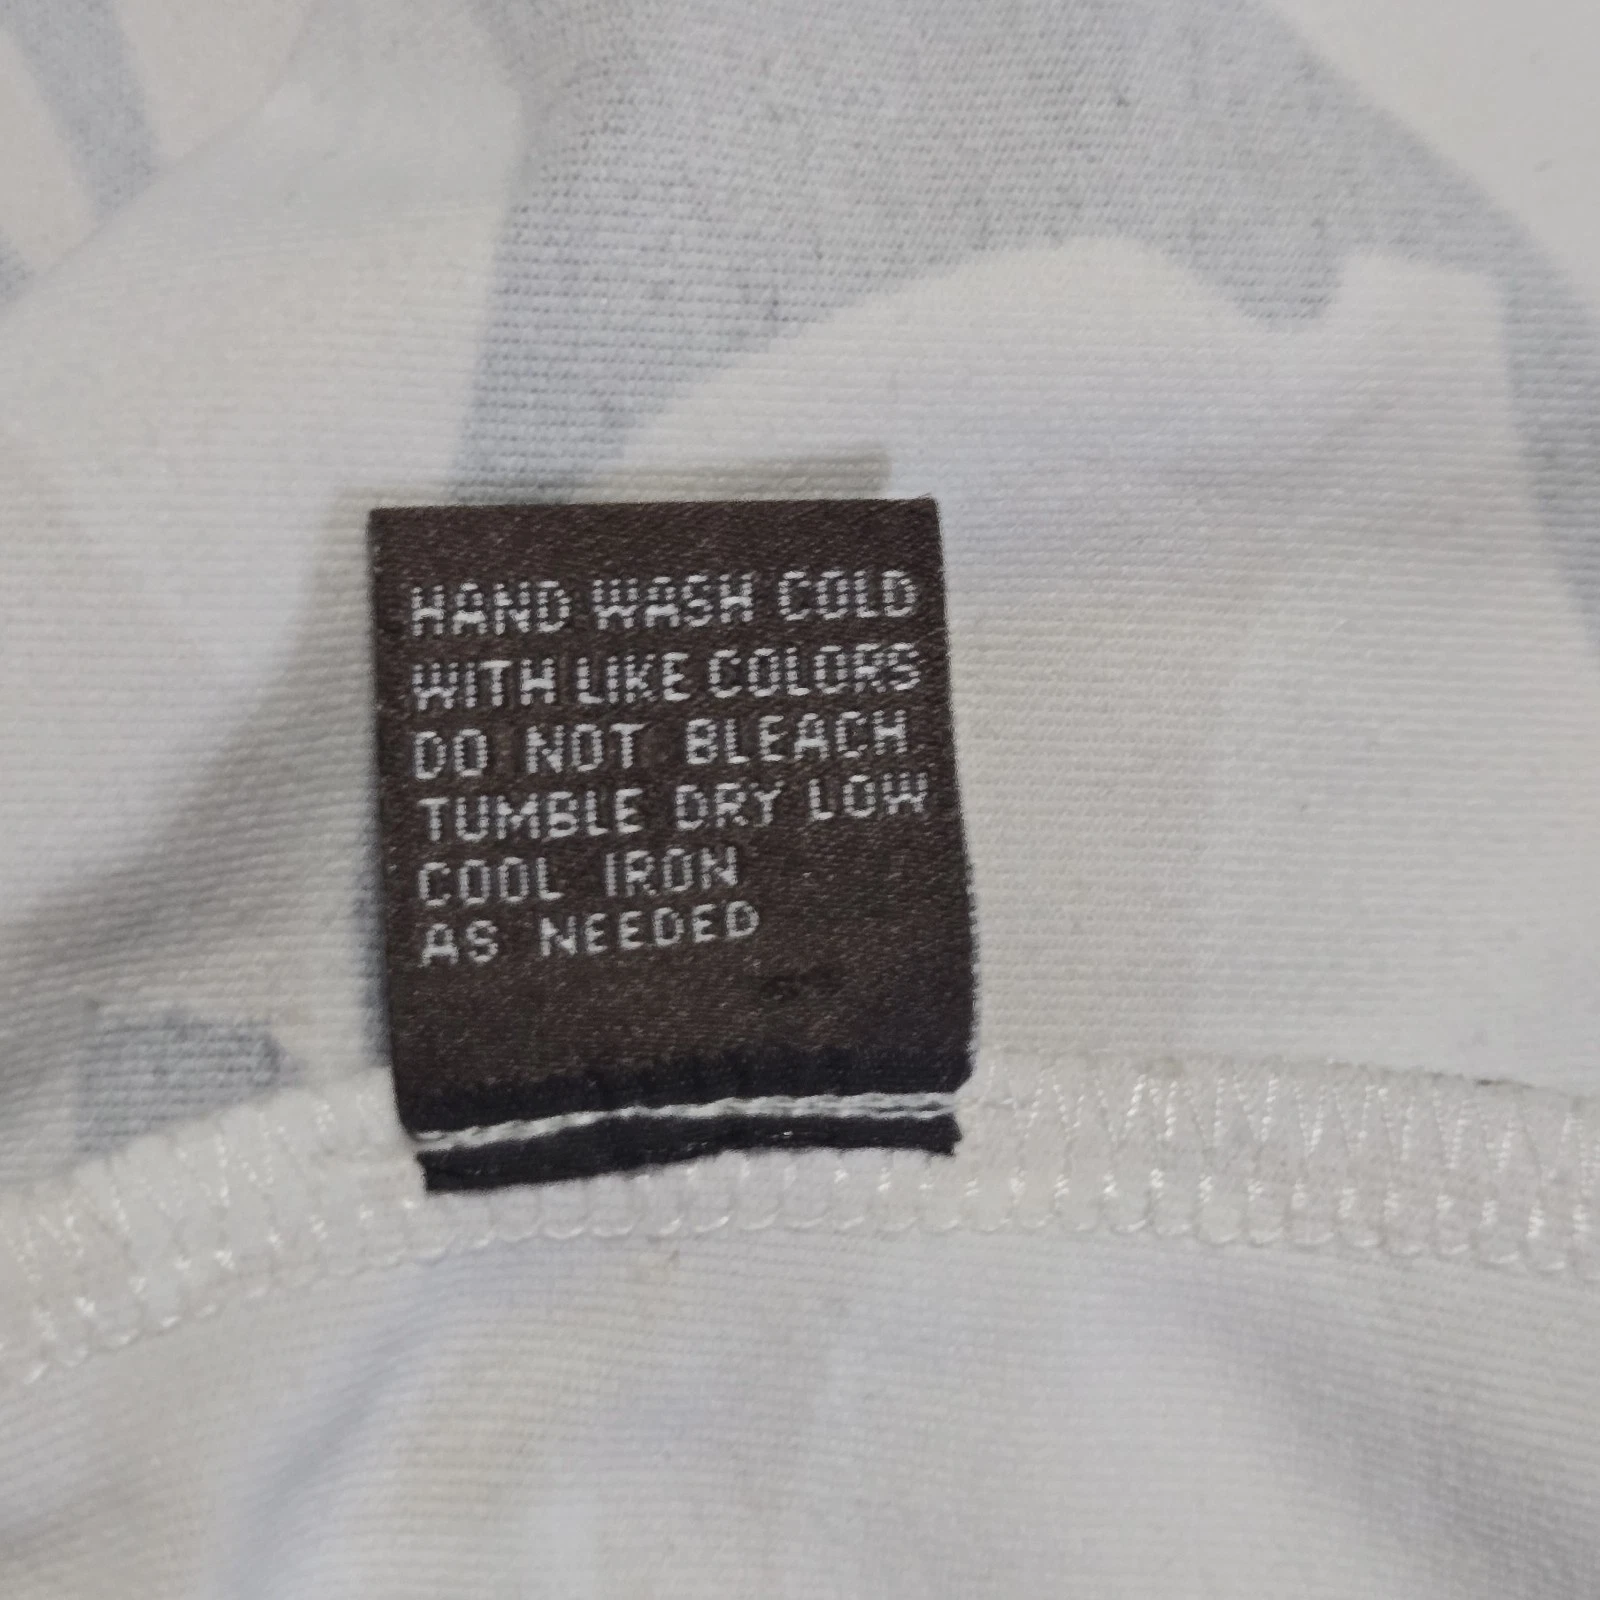 HAND WASH COLD
WITH LIKE COLORS
DO NOT BLEACH
TUMBLE DRY LOW
COOL IRON
AS NEEDED